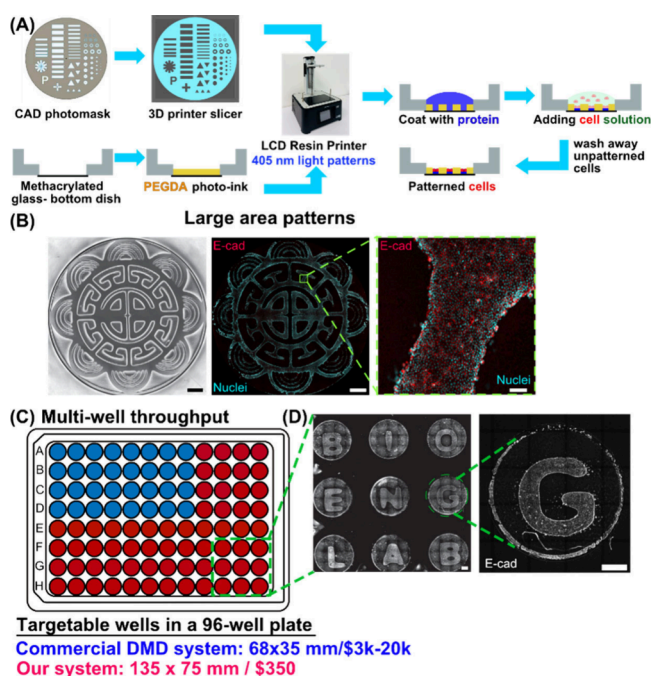 (A)
P
P
CAD photomask
3D printer slicer
LCD Resin Printer
405 nm light patterns
Coat with protein
Adding cell solution
wash away
unpatterned
cells
Methacrylated
glass- bottom dish
PEGDA photo-ink
Patterned cells
Large area patterns
(B)
E-cad
E-cad
Nuclei
Nuclei
(C) Multi-well throughput
(D)
A
B
C
D
E
F
G
H
B I O
E N G
L A B
G
E-cad
Targetable wells in a 96-well plate
Commercial DMD system: 68x35 mm/$3k-20k
Our system: 135 x 75 mm / $350